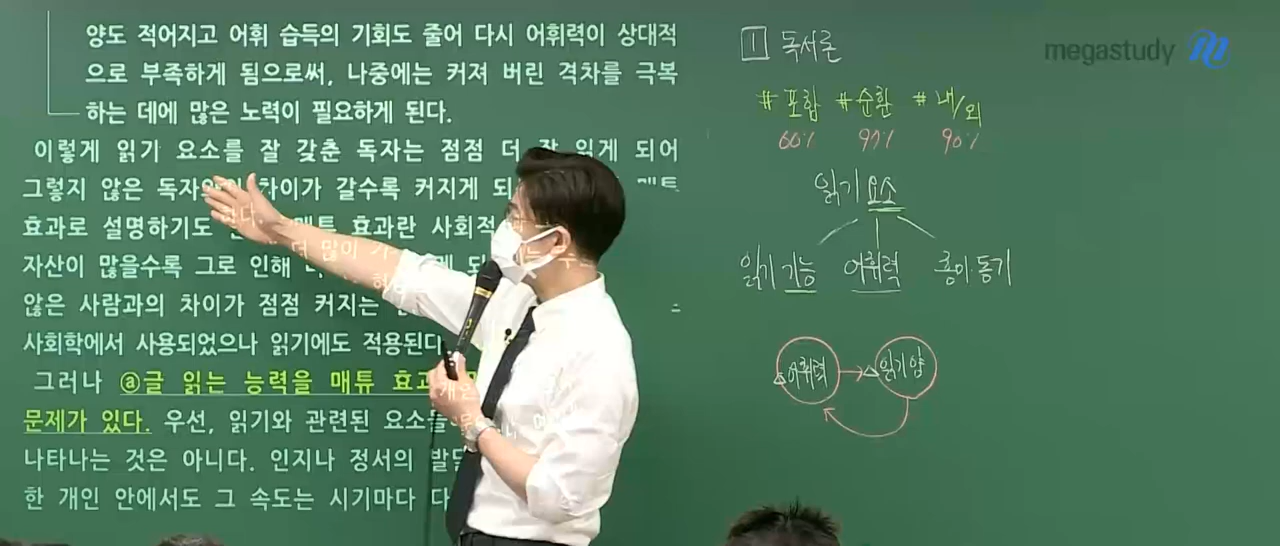 양도 적어지고 어휘 습득의 기회도 줄어 다시 어휘력이 상대적
으로 부족하게 됨으로써, 나중에는 커져 버린 격차를 극복
하는 데에 많은 노력이 필요하게 된다.
이렇게 읽기 요소를 잘 갖춘 독자는 점점 더 잘 읽게 되어
그렇지 않은 차이가 갈수록 커지게
효과로 설명하기도 매튜 효과란
자산이 많을수록 그로 인해
않은 사람과의 차이가 점점 커지는
사회학에서 사용되었으나 읽기에도 적용된다
그러나 ⓐ글 읽는 능력을 매튜
문제가 있다. 우선, 읽기와 관련된
나타나는 것은 아니다. 인지나 정서의
한 개인 안에서도 그 속도는 시기마다
megastudy
1 독서론
#포함 #순환 #내/외
60% 97% 90%
읽기 요소
읽기 기능 어휘력 흥미·동기
△어휘력 → △읽기 양